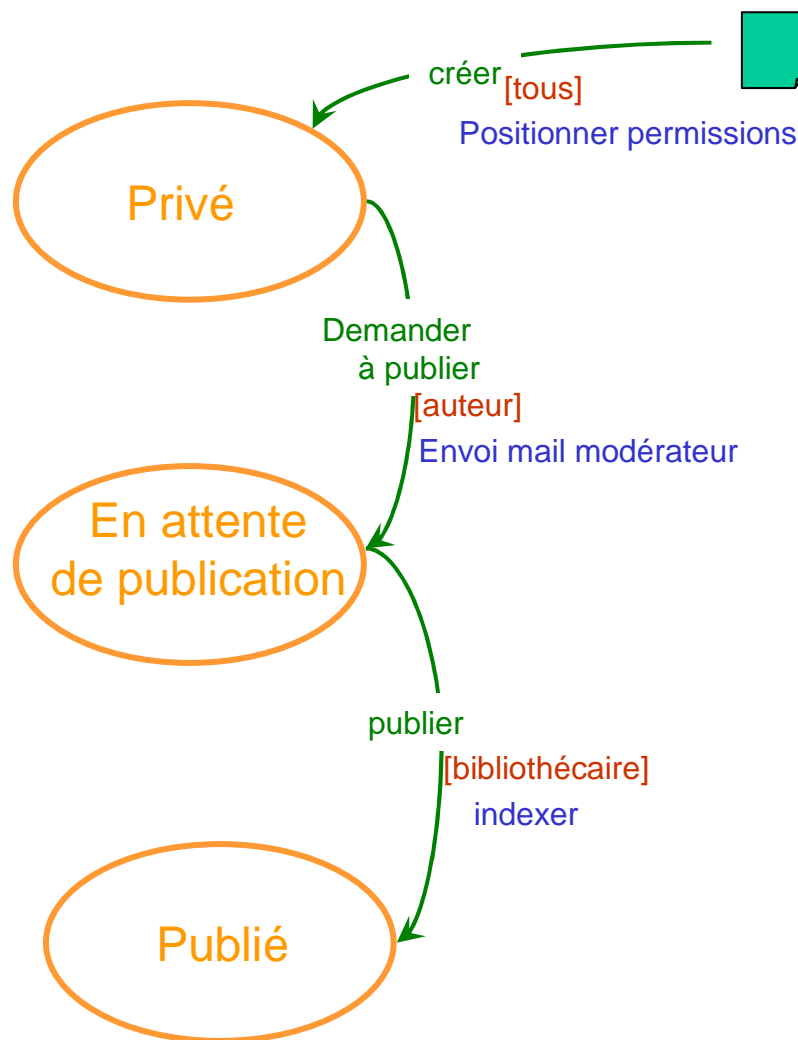 créer
[tous]
Positionner permissions
Privé
Demander
à publier
[auteur]
Envoi mail modérateur
En attente
de publication
publier
[bibliothécaire]
indexer
Publié